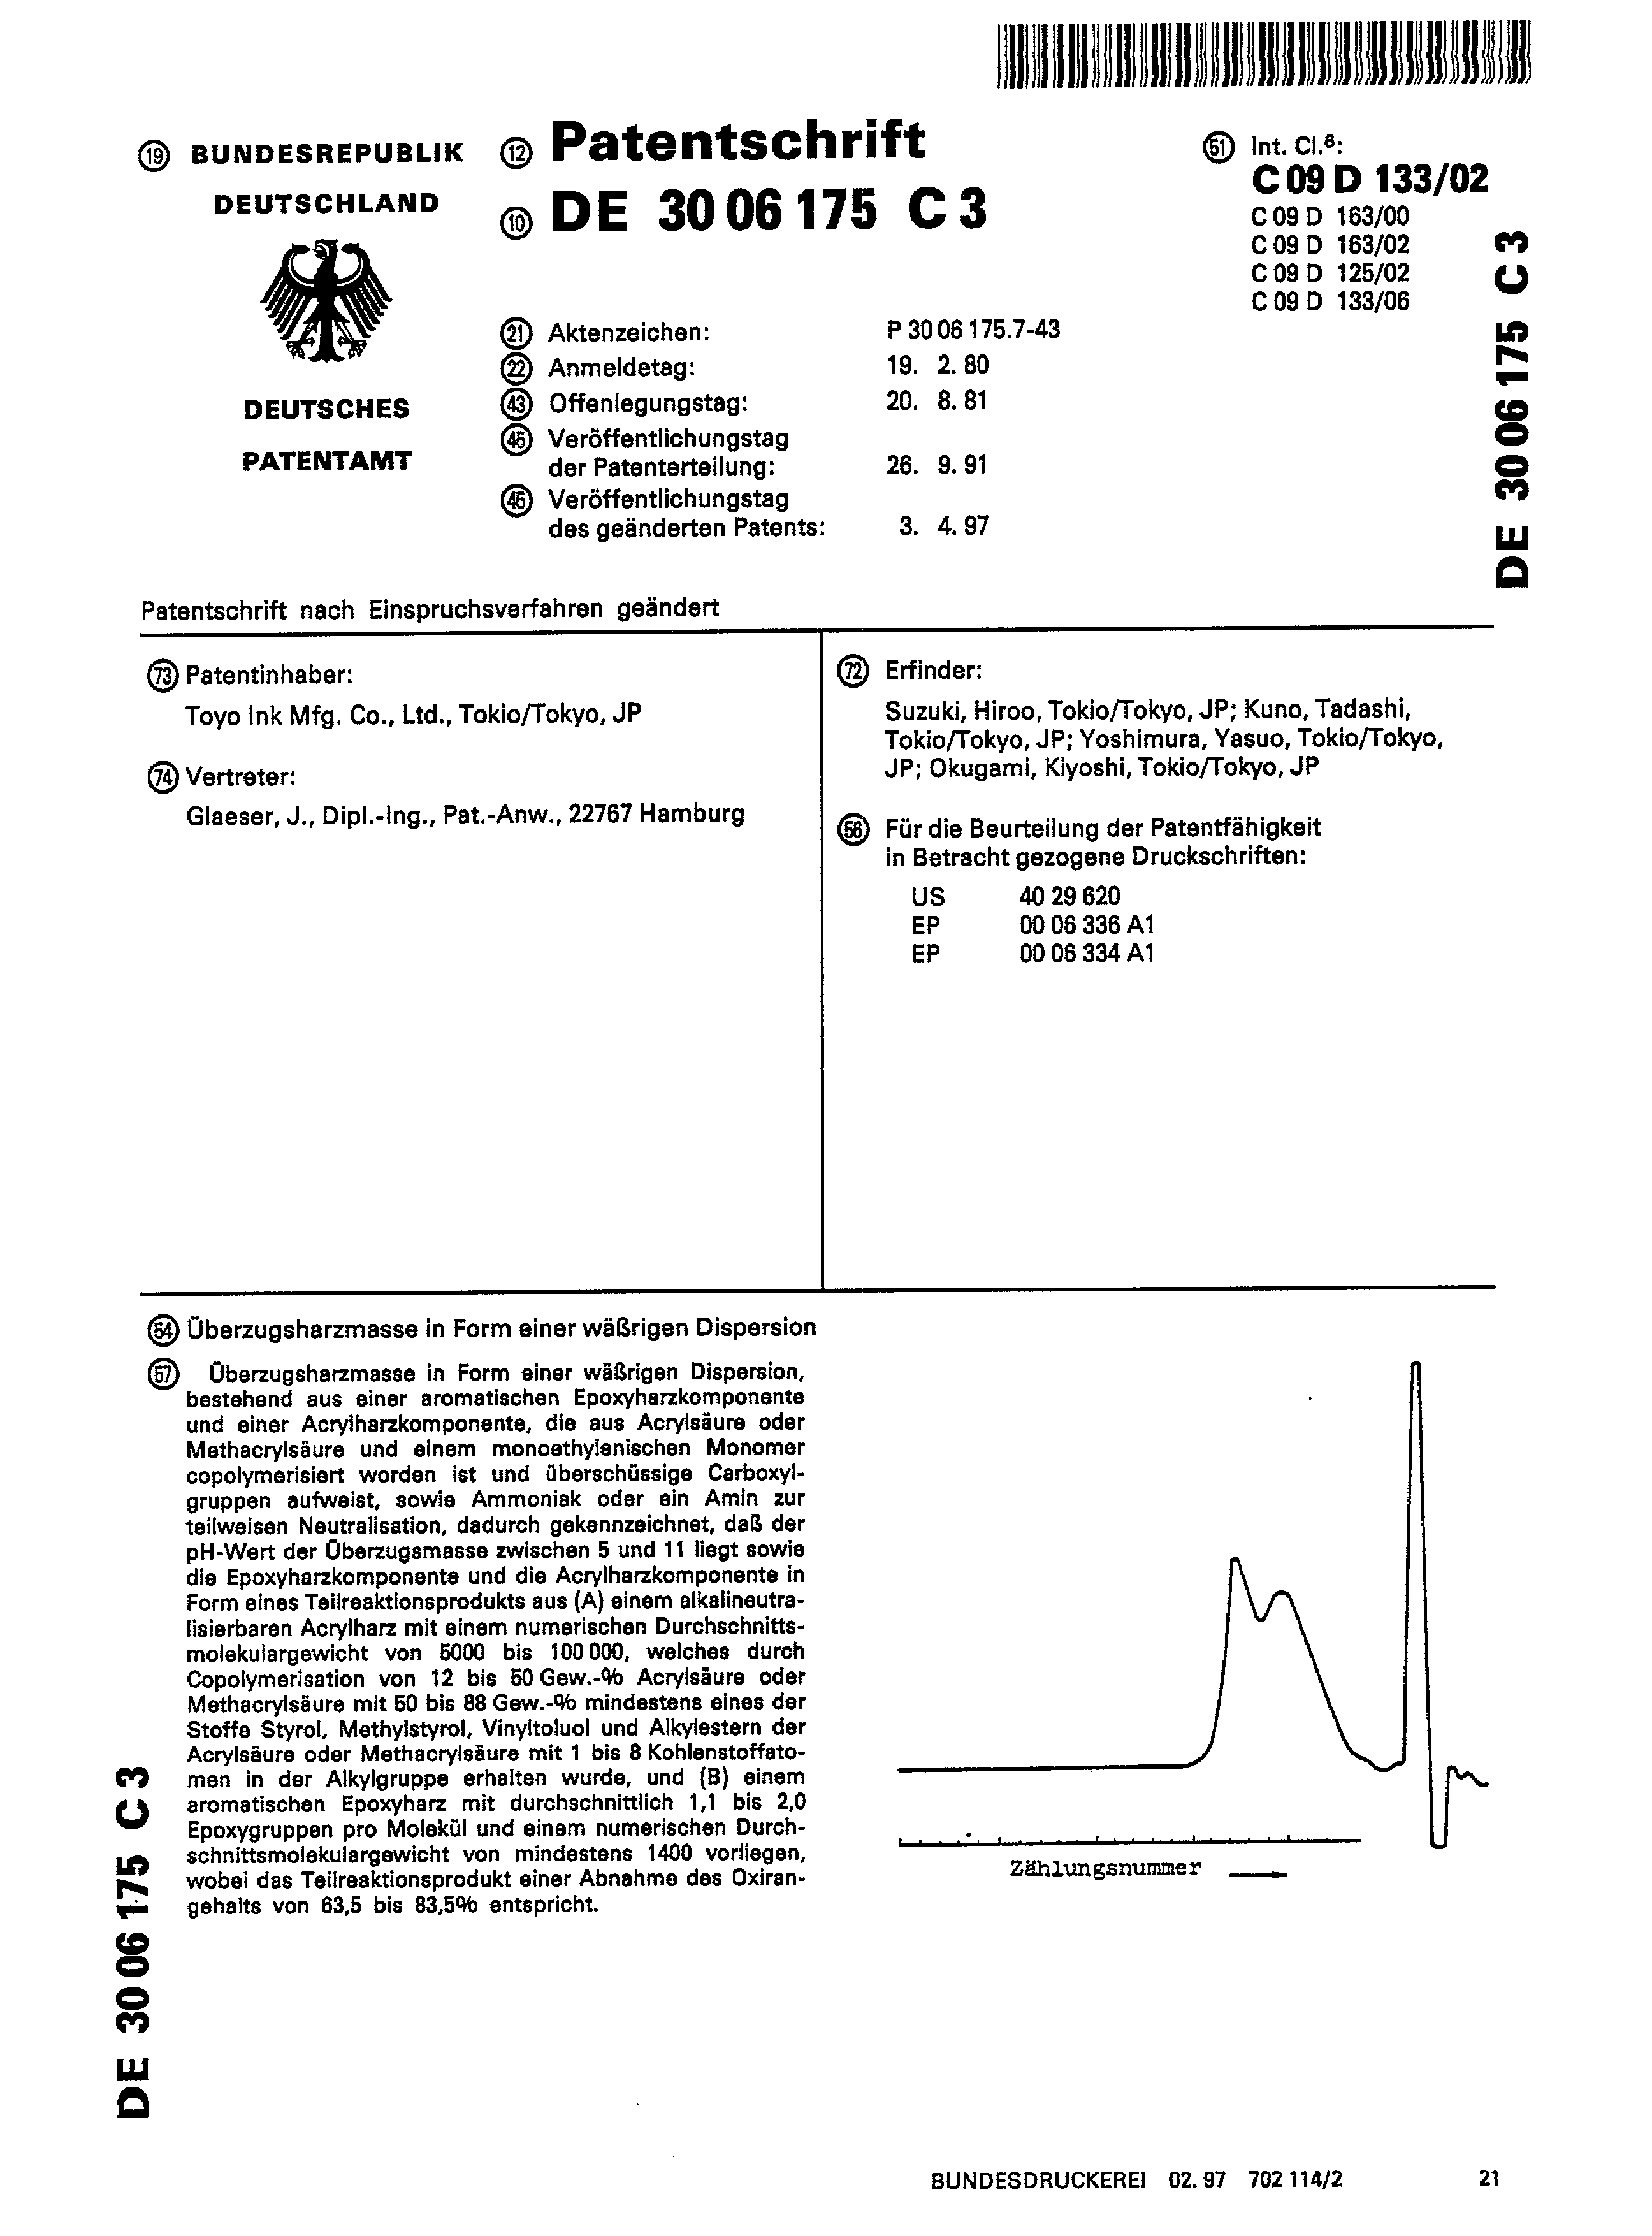 ⑲ BUNDESREPUBLIK
DEUTSCHLAND
DEUTSCHES
PATENTAMT
⑫ Patentschrift
⑩ DE 30 06 175 C 3
㉑ Aktenzeichen: P 30 06 175.7-43
㉒ Anmeldetag: 19. 2. 80
㊸ Offenlegungstag: 20. 8. 81
㊺ Veröffentlichungstag
der Patenterteilung: 26. 9. 91
㊺ Veröffentlichungstag
des geänderten Patents: 3. 4. 97
(51) Int. Cl.⁶:
C 09 D 133/02
C 09 D 163/00
C 09 D 163/02
C 09 D 125/02
C 09 D 133/06
DE 30 06 175 C 3
Patentschrift nach Einspruchsverfahren geändert
(73) Patentinhaber:
Toyo Ink Mfg. Co., Ltd., Tokio/Tokyo, JP
(74) Vertreter:
Glaeser, J., Dipl.-Ing., Pat.-Anw., 22767 Hamburg
(72) Erfinder:
Suzuki, Hiroo, Tokio/Tokyo, JP; Kuno, Tadashi,
Tokio/Tokyo, JP; Yoshimura, Yasuo, Tokio/Tokyo,
JP; Okugami, Kiyoshi, Tokio/Tokyo, JP
(56) Für die Beurteilung der Patentfähigkeit
in Betracht gezogene Druckschriften:
US 40 29 620
EP 00 06 336 A1
EP 00 06 334 A1
(54) Überzugsharzmasse in Form einer wäßrigen Dispersion
(57) Überzugsharzmasse in Form einer wäßrigen Dispersion,
bestehend aus einer aromatischen Epoxyharzkomponente
und einer Acrylharzkomponente, die aus Acrylsäure oder
Methacrylsäure und einem monoethylenischen Monomer
copolymerisiert worden ist und überschüssige Carboxyl-
gruppen aufweist, sowie Ammoniak oder ein Amin zur
teilweisen Neutralisation, dadurch gekennzeichnet, daß der
pH-Wert der Überzugsmasse zwischen 5 und 11 liegt sowie
die Epoxyharzkomponente und die Acrylharzkomponente in
Form eines Teilreaktionsprodukts aus (A) einem alkalineutra-
lisierbaren Acrylharz mit einem numerischen Durchschnitts-
molekulargewicht von 5000 bis 100 000, welches durch
Copolymerisation von 12 bis 50 Gew.-% Acrylsäure oder
Methacrylsäure mit 50 bis 88 Gew.-% mindestens eines der
Stoffe Styrol, Methylstyrol, Vinyltoluol und Alkylestern der
Acrylsäure oder Methacrylsäure mit 1 bis 8 Kohlenstoffato-
men in der Alkylgruppe erhalten wurde, und (B) einem
aromatischen Epoxyharz mit durchschnittlich 1,1 bis 2,0
Epoxygruppen pro Molekül und einem numerischen Durch-
schnittsmolekulargewicht von mindestens 1400 vorliegen,
wobei das Teilreaktionsprodukt einer Abnahme des Oxiran-
gehalts von 63,5 bis 83,5% entspricht.
Zählungsnummer
DE 30 06 175 C 3
BUNDESDRUCKEREI 02. 97 702 114/2 21